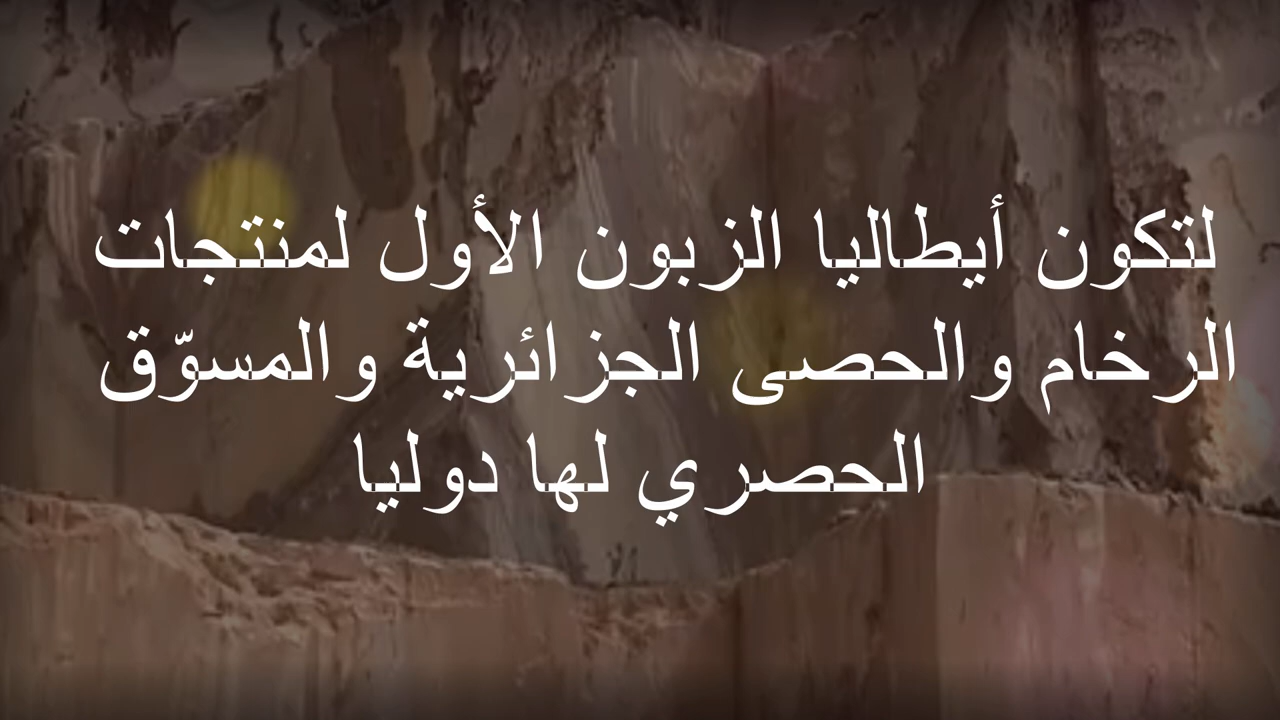 لتكون أيطاليا الزبون الأول لمنتجات
الرخام والحصى الجزائرية والمسوّق
الحصري لها دوليا